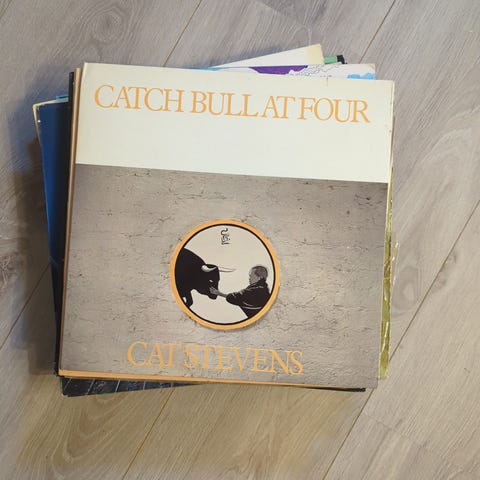 CATCH BULL AT FOUR
CAT STEVENS